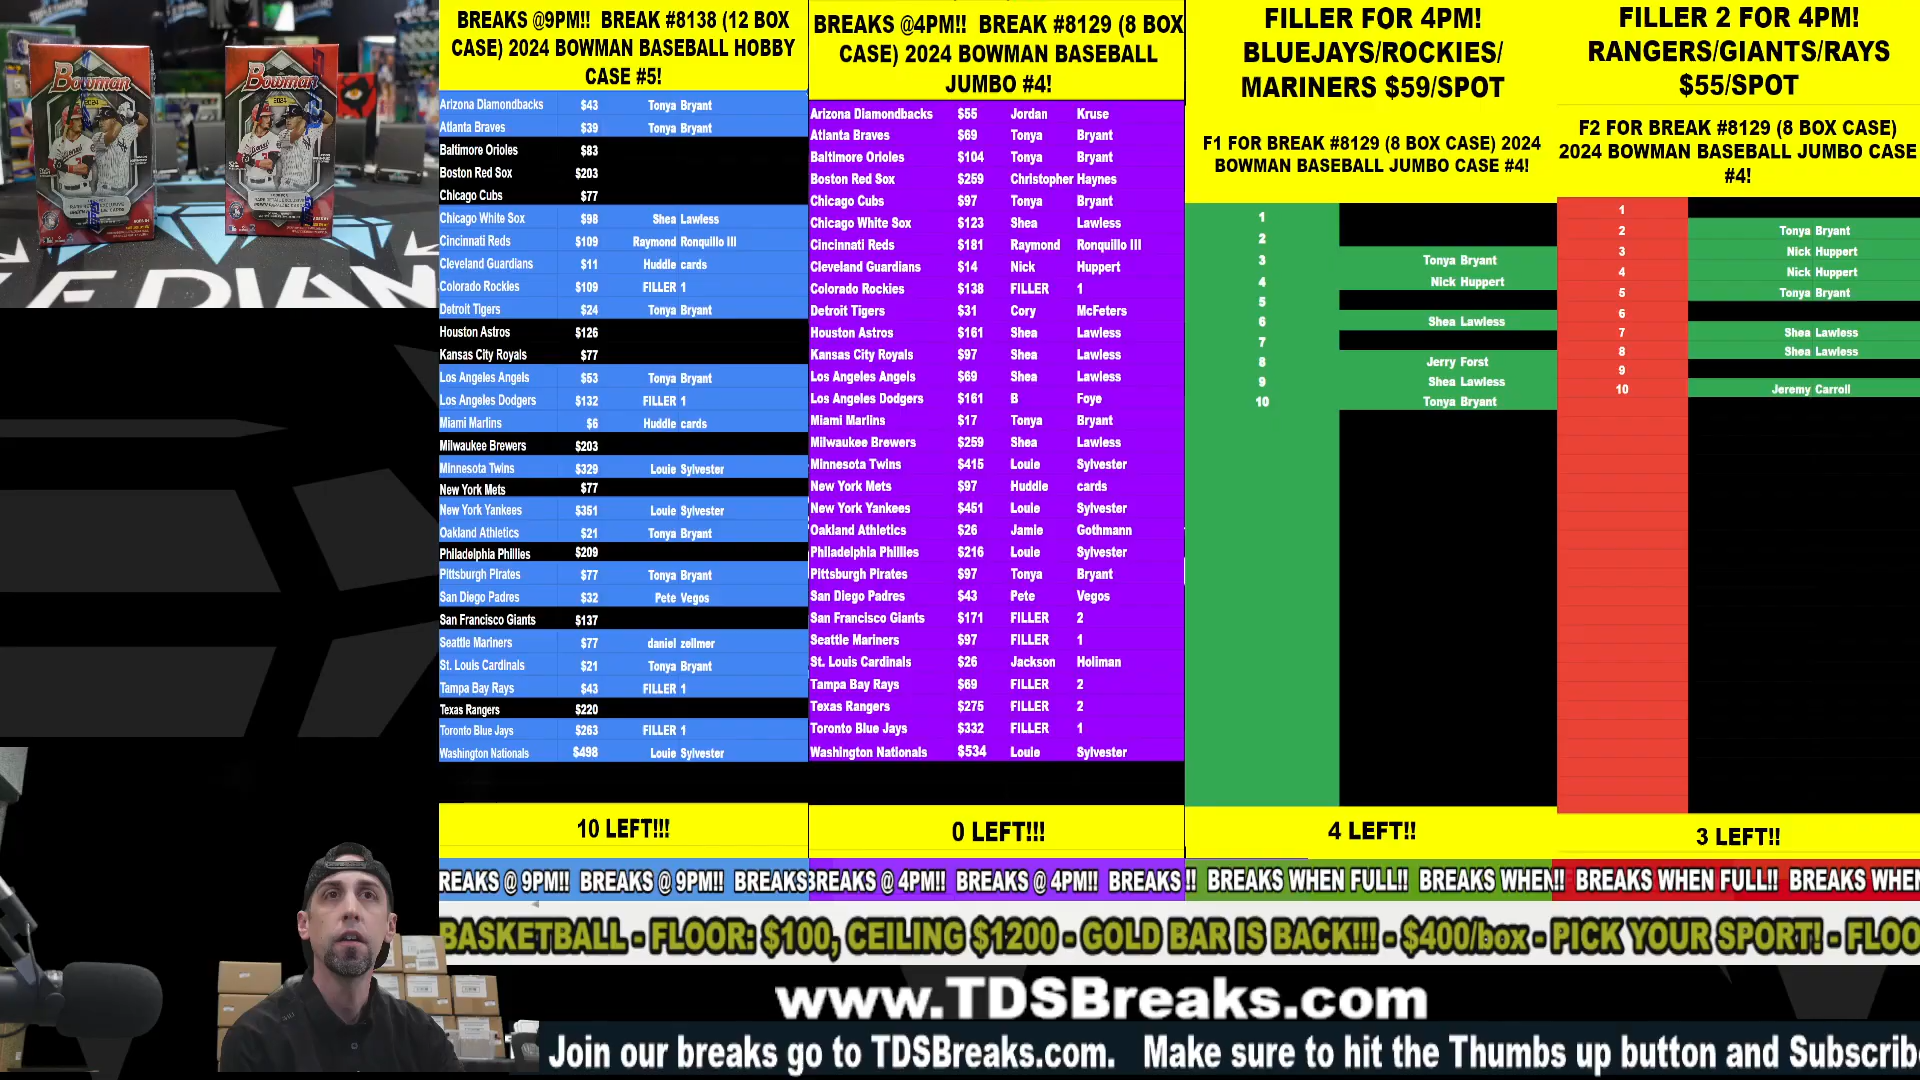 Bowman
2024
Bowman
2024
BREAKS @9PM!! BREAK #8138 (12 BOX
CASE) 2024 BOWMAN BASEBALL HOBBY
CASE #5!
Arizona Diamondbacks $43 Tonya Bryant
Atlanta Braves $39 Tonya Bryant
Baltimore Orioles $83
Boston Red Sox $203
Chicago Cubs $77
Chicago White Sox $98 Shea Lawless
Cincinnati Reds $109 Raymond Ronquillo III
Cleveland Guardians $11 Huddle cards
Colorado Rockies $109 FILLER 1
Detroit Tigers $24 Tonya Bryant
Houston Astros $126
Kansas City Royals $77
Los Angeles Angels $53 Tonya Bryant
Los Angeles Dodgers $132 FILLER 1
Miami Marlins $6 Huddle cards
Milwaukee Brewers $203
Minnesota Twins $329 Louie Sylvester
New York Mets $77
New York Yankees $351 Louie Sylvester
Oakland Athletics $21 Tonya Bryant
Philadelphia Phillies $209
Pittsburgh Pirates $77 Tonya Bryant
San Diego Padres $32 Pete Vegos
San Francisco Giants $137
Seattle Mariners $77 daniel zellmer
St. Louis Cardinals $21 Tonya Bryant
Tampa Bay Rays $43 FILLER 1
Texas Rangers $220
Toronto Blue Jays $263 FILLER 1
Washington Nationals $498 Louie Sylvester
10 LEFT!!!
REAKS @ 9PM!! BREAKS @ 9PM!! BREAKS
BREAKS @4PM!! BREAK #8129 (8 BOX
CASE) 2024 BOWMAN BASEBALL
JUMBO #4!
Arizona Diamondbacks $55 Jordan Kruse
Atlanta Braves $69 Tonya Bryant
Baltimore Orioles $104 Tonya Bryant
Boston Red Sox $259 Christopher Haynes
Chicago Cubs $97 Tonya Bryant
Chicago White Sox $123 Shea Lawless
Cincinnati Reds $181 Raymond Ronquillo III
Cleveland Guardians $14 Nick Huppert
Colorado Rockies $138 FILLER 1
Detroit Tigers $31 Cory McFeters
Houston Astros $161 Shea Lawless
Kansas City Royals $97 Shea Lawless
Los Angeles Angels $69 Shea Lawless
Los Angeles Dodgers $161 B Foye
Miami Marlins $17 Tonya Bryant
Milwaukee Brewers $259 Shea Lawless
Minnesota Twins $415 Louie Sylvester
New York Mets $97 Huddle cards
New York Yankees $451 Louie Sylvester
Oakland Athletics $26 Jamie Gothmann
Philadelphia Phillies $216 Louie Sylvester
Pittsburgh Pirates $97 Tonya Bryant
San Diego Padres $43 Pete Vegos
San Francisco Giants $171 FILLER 2
Seattle Mariners $97 FILLER 1
St. Louis Cardinals $26 Jackson Holiman
Tampa Bay Rays $69 FILLER 2
Texas Rangers $275 FILLER 2
Toronto Blue Jays $332 FILLER 1
Washington Nationals $534 Louie Sylvester
0 LEFT!!!
BREAKS @ 4PM!! BREAKS @ 4PM!! BREAKS
FILLER FOR 4PM!
BLUEJAYS/ROCKIES/
MARINERS $59/SPOT
F1 FOR BREAK #8129 (8 BOX CASE) 2024
BOWMAN BASEBALL JUMBO CASE #4!
1
2
3 Tonya Bryant
4 Nick Huppert
5
6 Shea Lawless
7
8 Jerry Forst
9 Shea Lawless
10 Tonya Bryant
4 LEFT!!
!! BREAKS WHEN FULL!! BREAKS WHEN
FILLER 2 FOR 4PM!
RANGERS/GIANTS/RAYS
$55/SPOT
F2 FOR BREAK #8129 (8 BOX CASE)
2024 BOWMAN BASEBALL JUMBO CASE
#4!
1
2 Tonya Bryant
3 Nick Huppert
4 Nick Huppert
5 Tonya Bryant
6
7 Shea Lawless
8 Shea Lawless
9
10 Jeremy Carroll
3 LEFT!!
!! BREAKS WHEN FULL!! BREAKS WHEN
BASKETBALL - FLOOR: $100, CEILING $1200 - GOLD BAR IS BACK!!! - $400/box - PICK YOUR SPORT! - FLOO
www.TDSBreaks.com
Join our breaks go to TDSBreaks.com. Make sure to hit the Thumbs up button and Subscribe